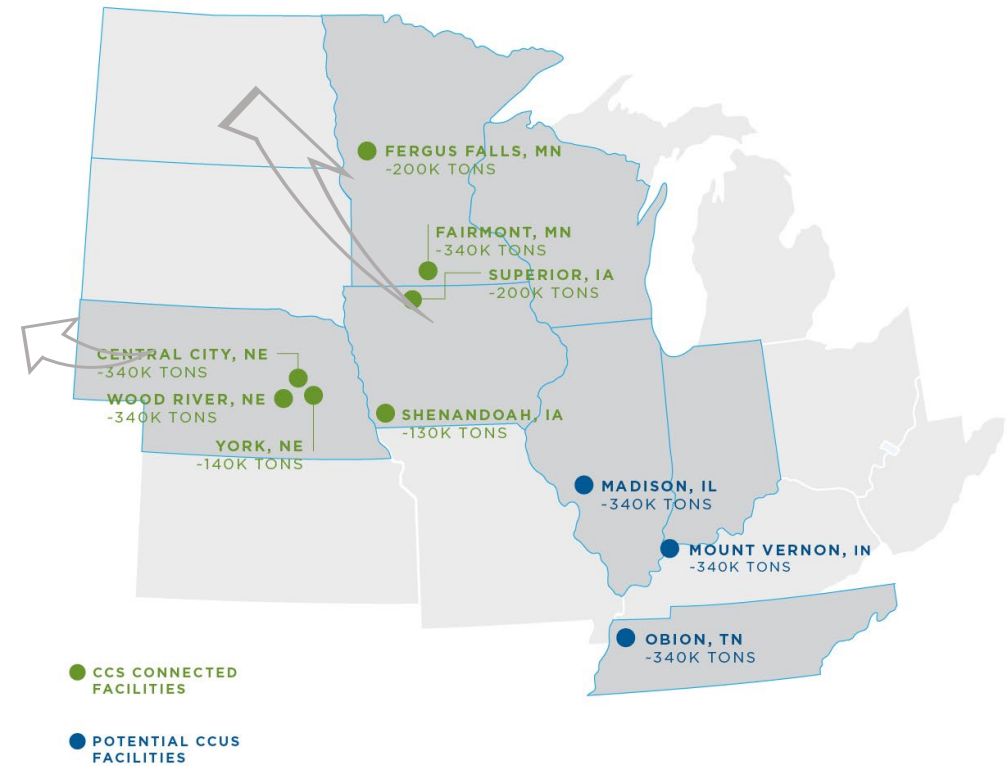 FERGUS FALLS, MN
~200K TONS
FAIRMONT, MN
~340K TONS
SUPERIOR, IA
~200K TONS
CENTRAL CITY, NE
~340K TONS
WOOD RIVER, NE
~340K TONS
YORK, NE
~140K TONS
SHENANDOAH, IA
~130K TONS
MADISON, IL
~340K TONS
MOUNT VERNON, IN
~340K TONS
OBION, TN
~340K TONS
CCS CONNECTED
FACILITIES
POTENTIAL CCUS
FACILITIES